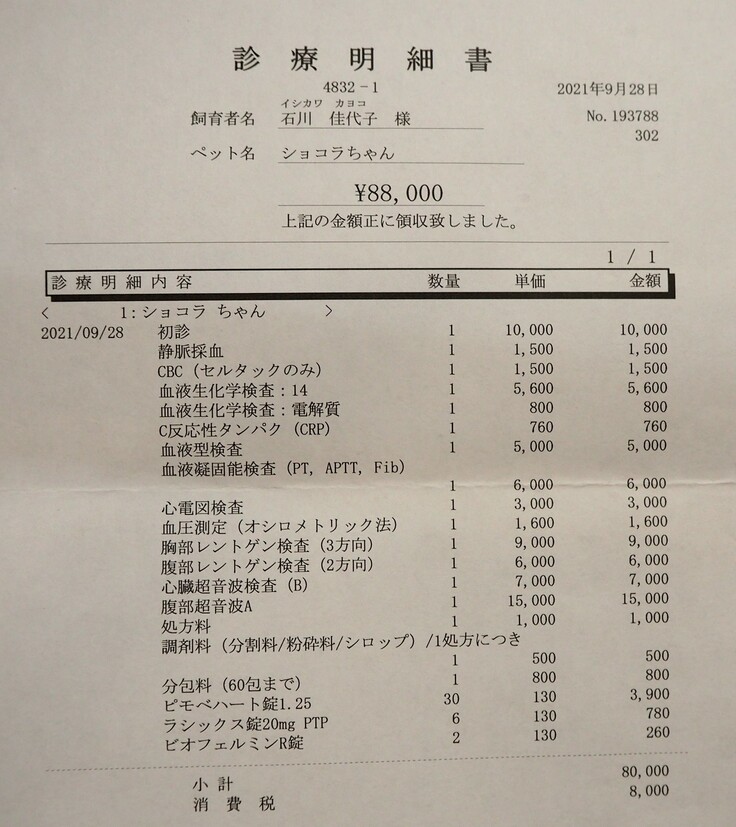 診療明細書
4832-1
2021年9月28日
イシカワ カヨコ
飼育者名 石川 佳代子 様
No. 193788
302
ペット名 ショコラちゃん
¥88,000
上記の金額正に領収致しました。
1 / 1
診療明細内容 数量 単価 金額
< 1:ショコラ ちゃん >
2021/09/28 初診 1 10,000 10,000
静脈採血 1 1,500 1,500
CBC (セルタックのみ) 1 1,500 1,500
血液生化学検査:14 1 5,600 5,600
血液生化学検査:電解質 1 800 800
C反応性タンパク (CRP) 1 760 760
血液型検査 1 5,000 5,000
血液凝固能検査 (PT, APTT, Fib)
1 6,000 6,000
心電図検査 1 3,000 3,000
血圧測定 (オシロメトリック法) 1 1,600 1,600
胸部レントゲン検査 (3方向) 1 9,000 9,000
腹部レントゲン検査 (2方向) 1 6,000 6,000
心臓超音波検査 (B) 1 7,000 7,000
腹部超音波A 1 15,000 15,000
処方料 1 1,000 1,000
調剤料 (分割料/粉砕料/シロップ) /1処方につき
1 500 500
分包料 (60包まで) 1 800 800
ピモベハート錠1.25 30 130 3,900
ラシックス錠20mg PTP 6 130 780
ビオフェルミンR錠 2 130 260
小計 80,000
消費税 8,000